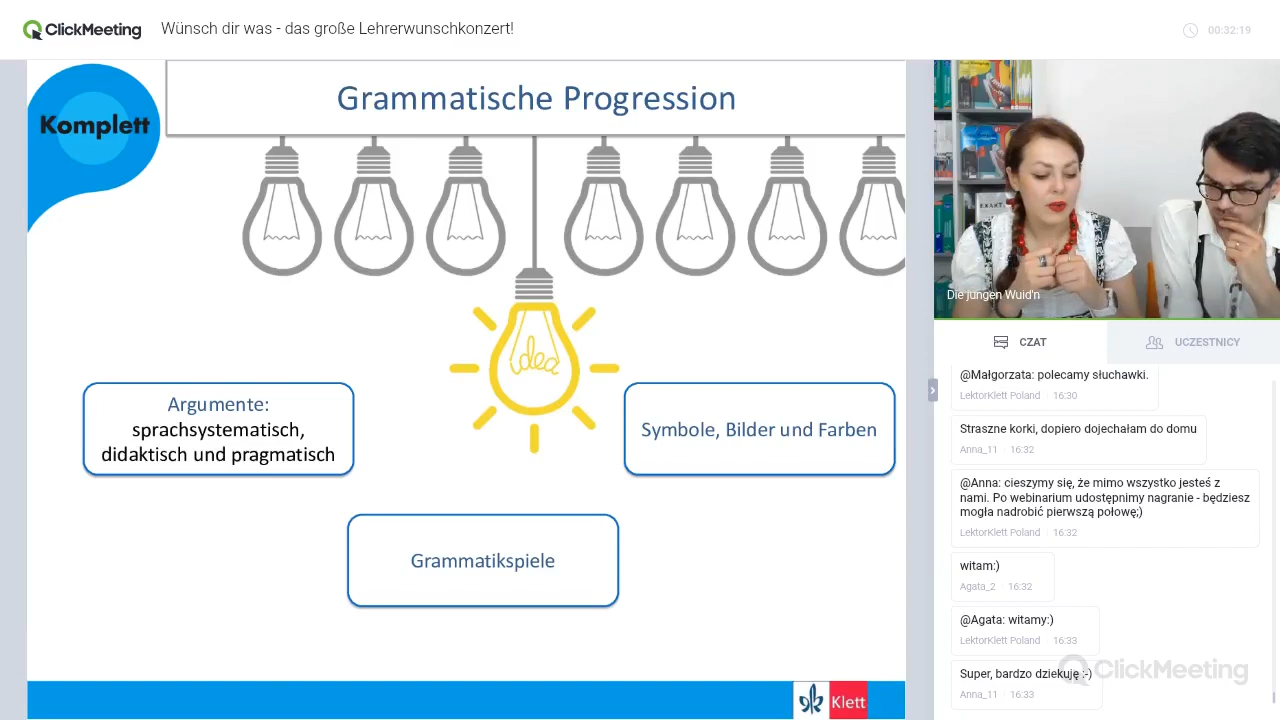 ClickMeeting
Wünsch dir was - das große Lehrerwunschkonzert!
00:32:19
Komplett
Grammatische Progression
idea
Argumente:
sprachsystematisch,
didaktisch und pragmatisch
Symbole, Bilder und Farben
Grammatikspiele
Klett
EXAKT
Die jungen Wuid'n
CZAT
UCZESTNICY
@Małgorzata: polecamy słuchawki.
LektorKlett Poland 16:30
Straszne korki, dopiero dojechałam do domu
Anna_11 16:32
@Anna: cieszymy się, że mimo wszystko jesteś z
nami. Po webinarium udostępnimy nagranie - będziesz
mogła nadrobić pierwszą połowę;)
LektorKlett Poland 16:32
witam:)
Agata_2 16:32
@Agata: witamy:)
LektorKlett Poland 16:33
Super, bardzo dziekuję :-)
Anna_11 16:33
ClickMeeting